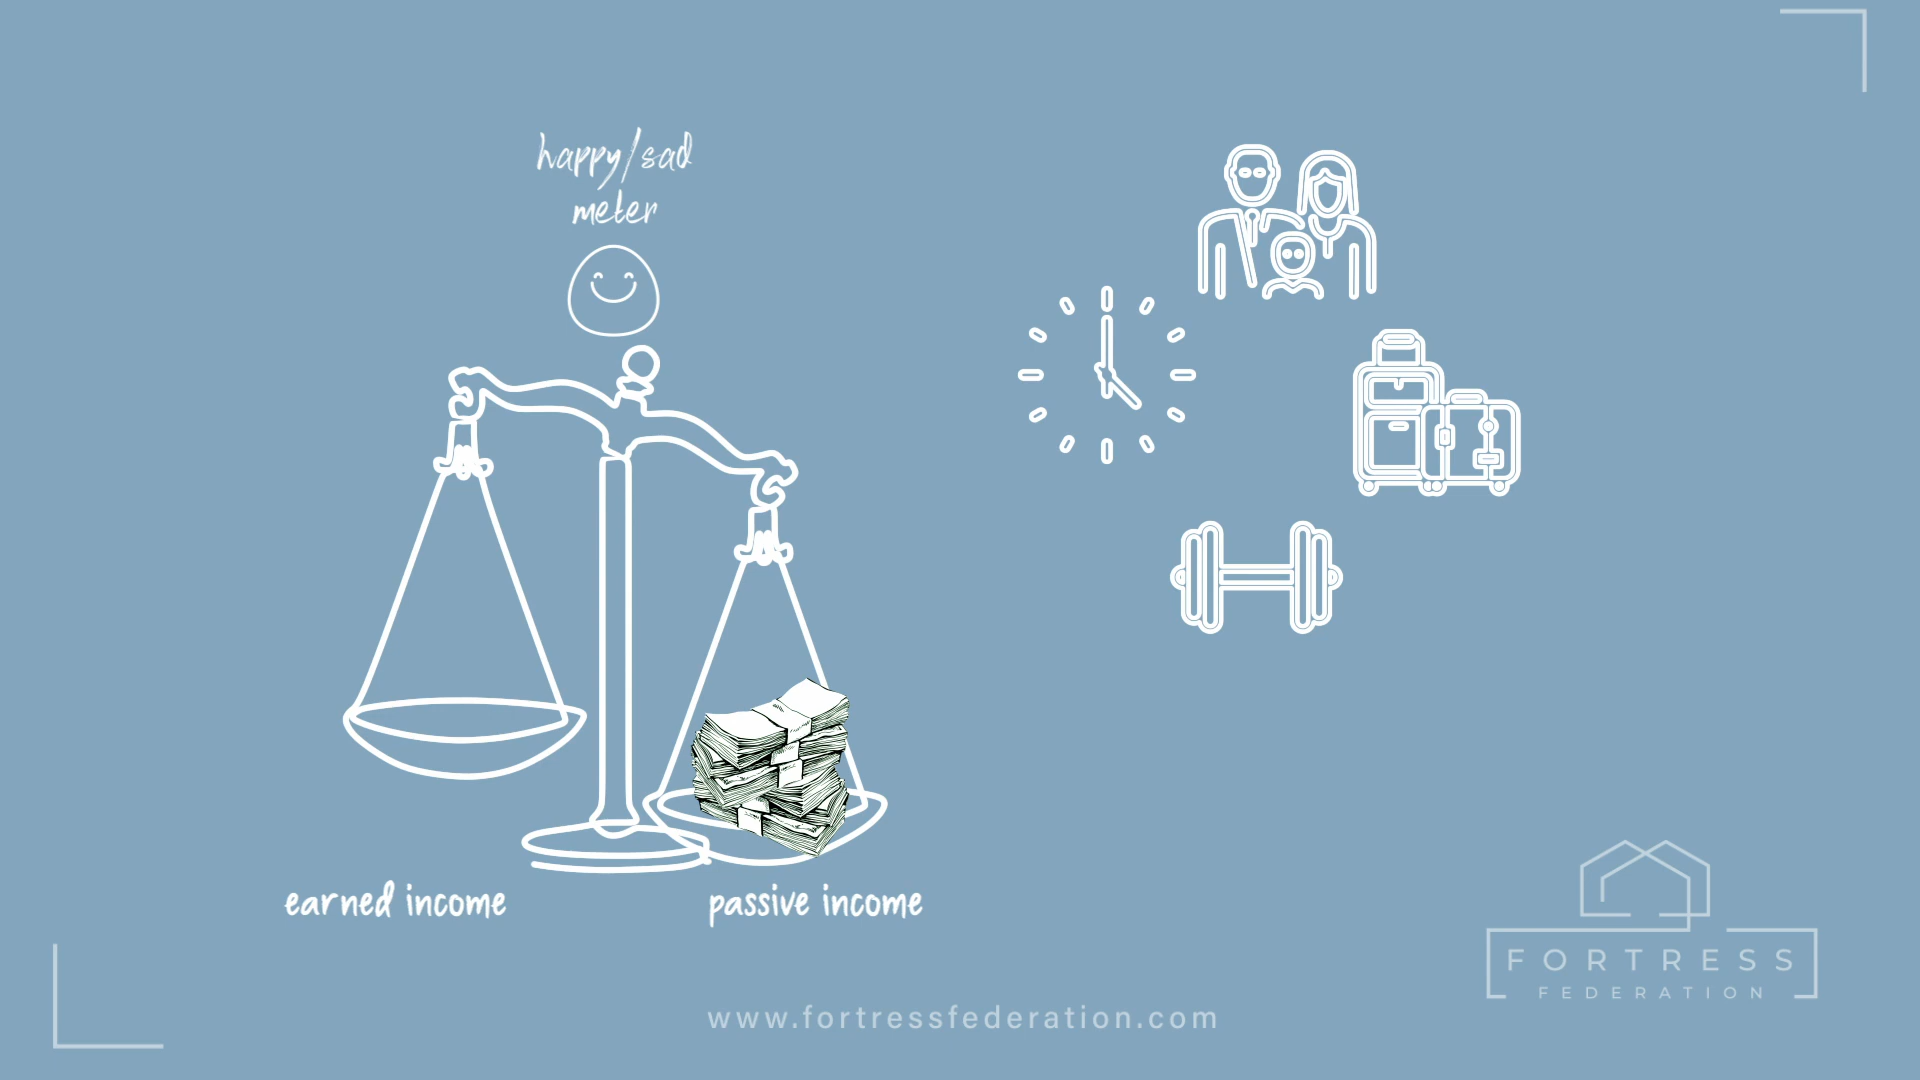 happy/sad
meter
earned income
passive income
FORTRESS
FEDERATION
www.fortressfederation.com